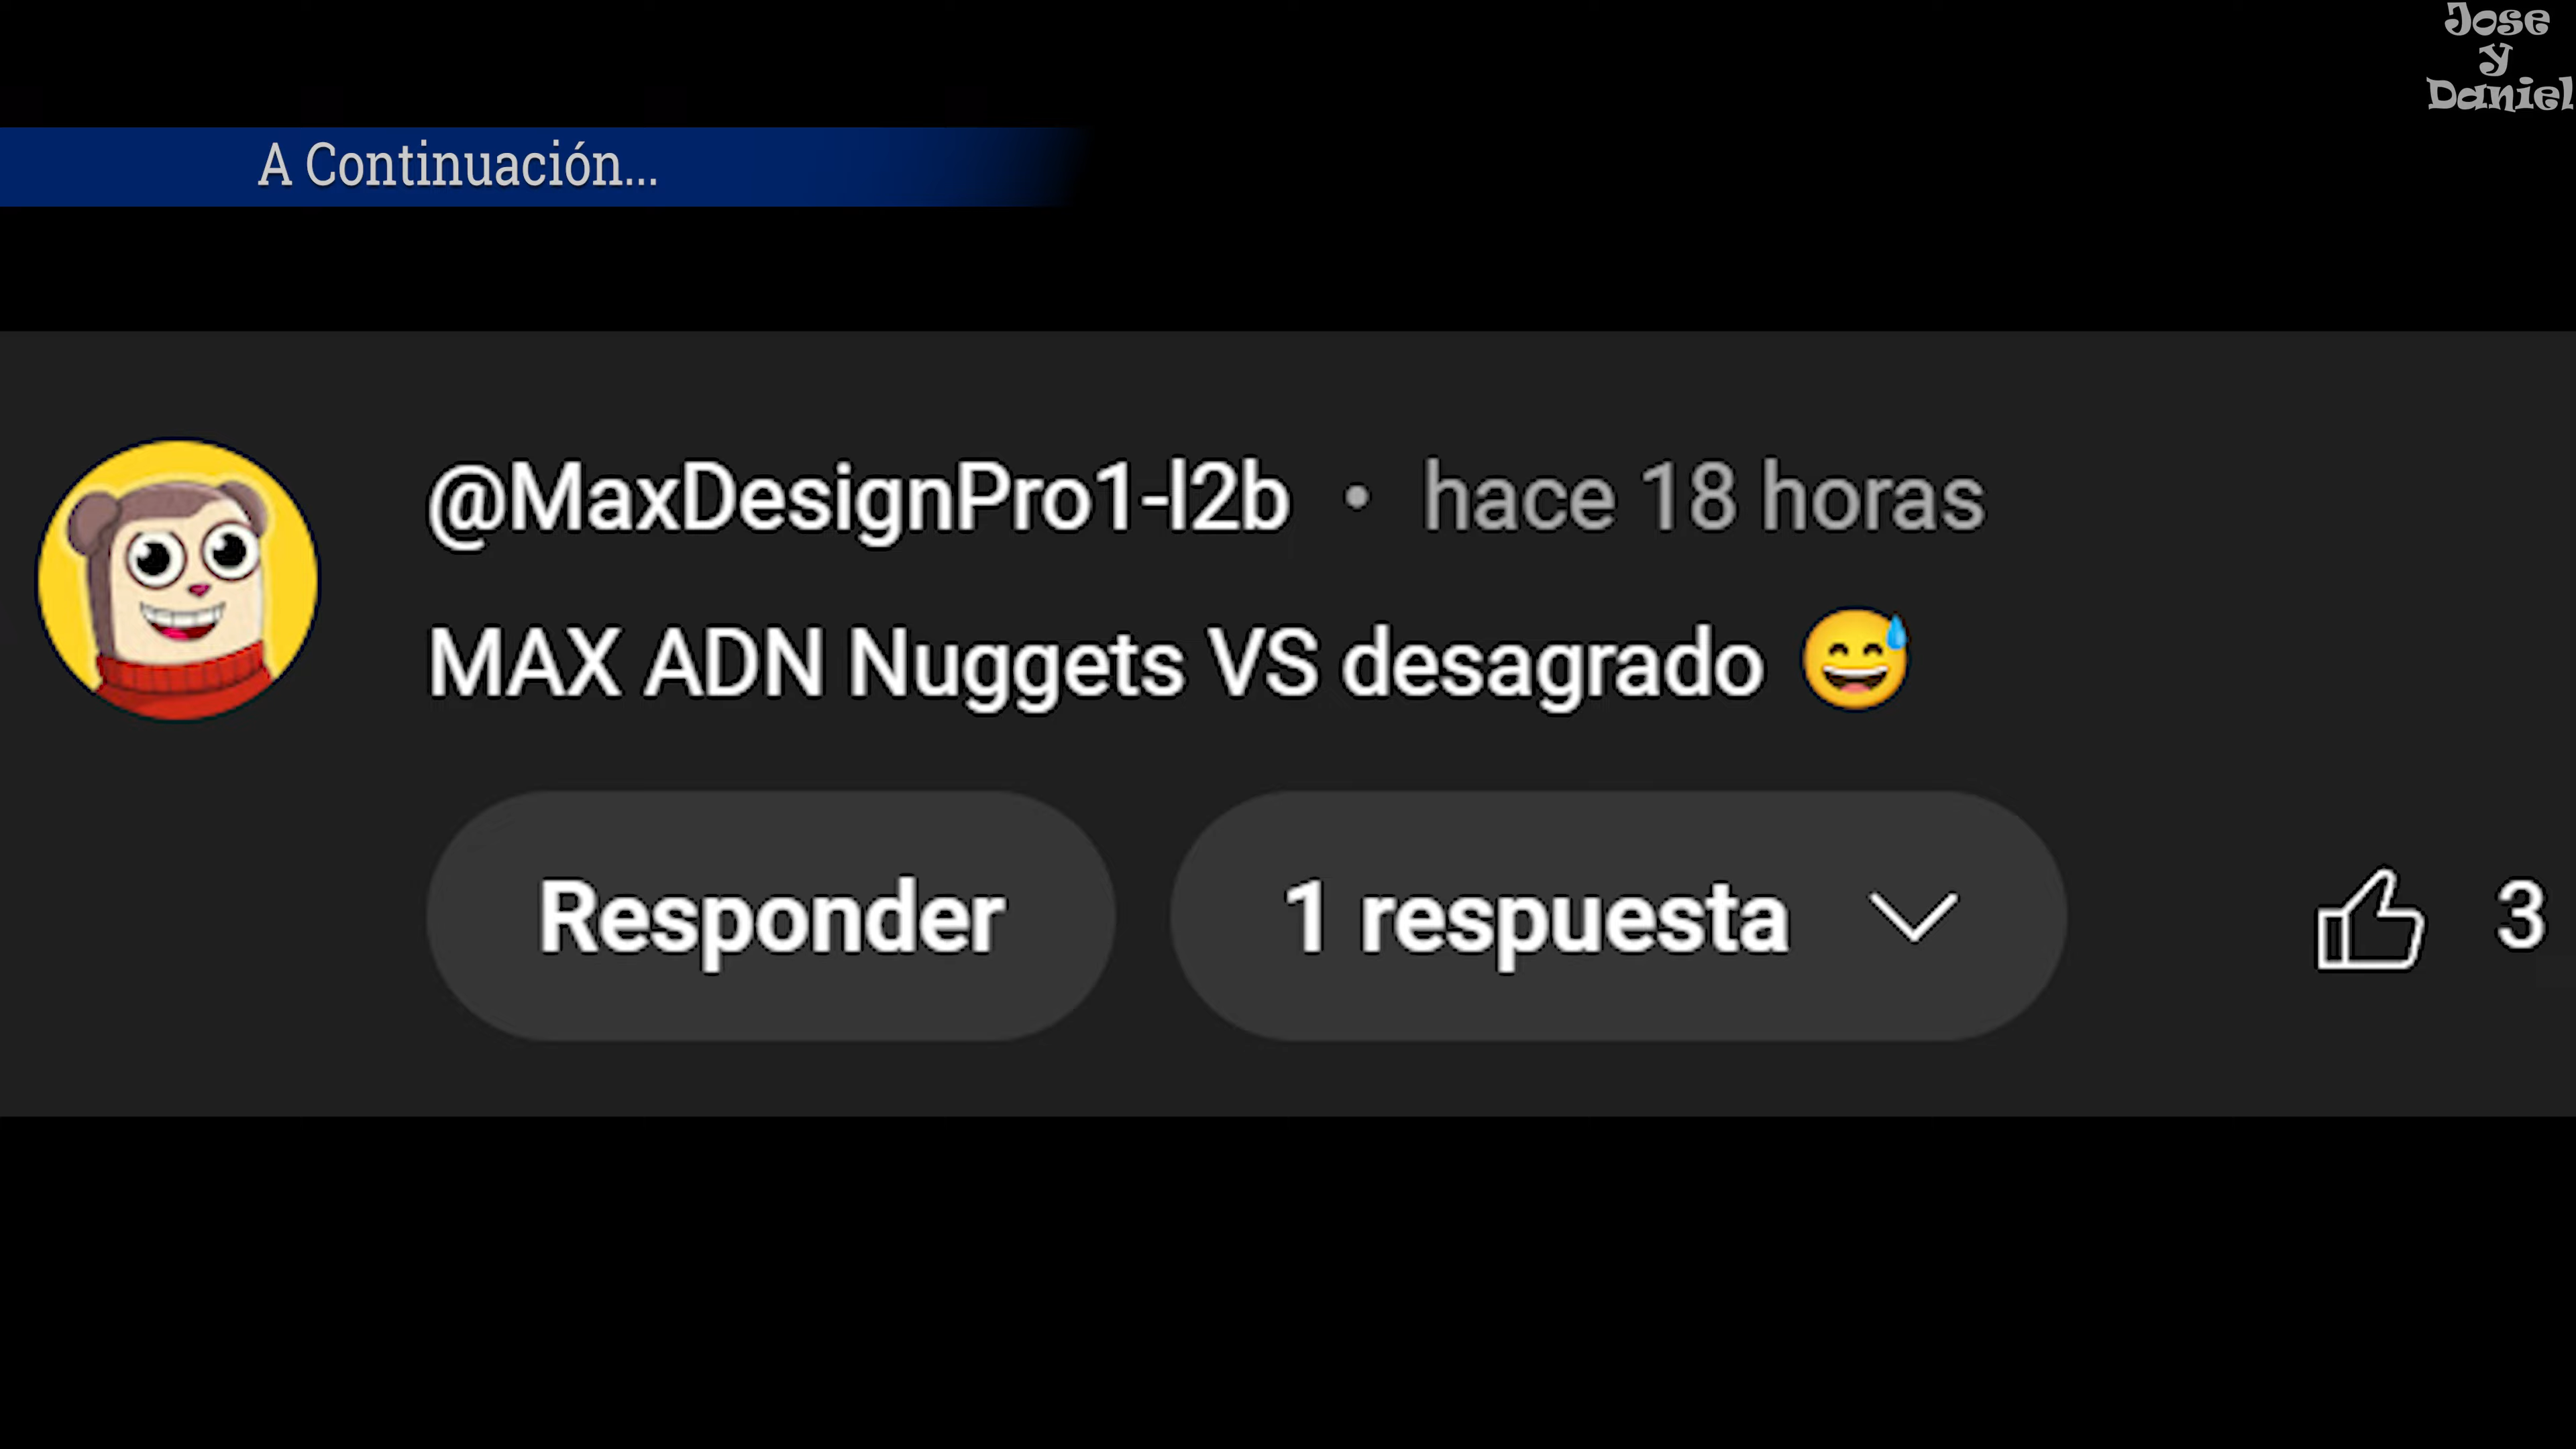 Jose
y
Daniel
A Continuación...
@MaxDesignPro1-l2b • hace 18 horas
MAX ADN Nuggets VS desagrado 😅
Responder
1 respuesta
3